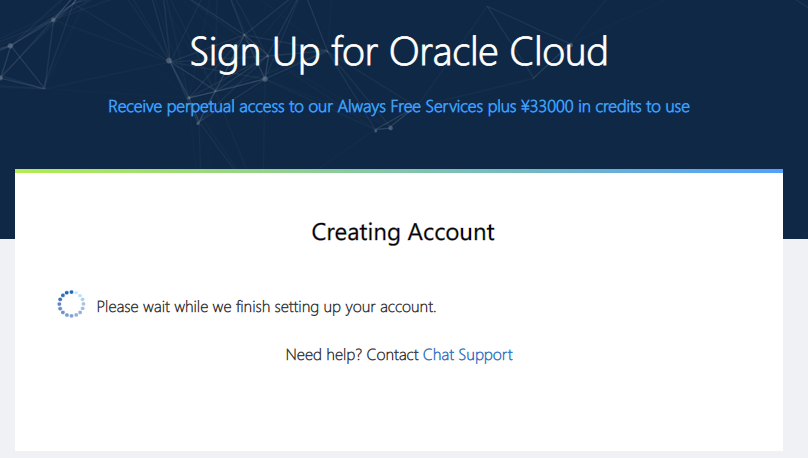 Sign Up for Oracle Cloud
Receive perpetual access to our Always Free Services plus ¥33000 in credits to use
Creating Account
Please wait while we finish setting up your account.
Need help? Contact Chat Support